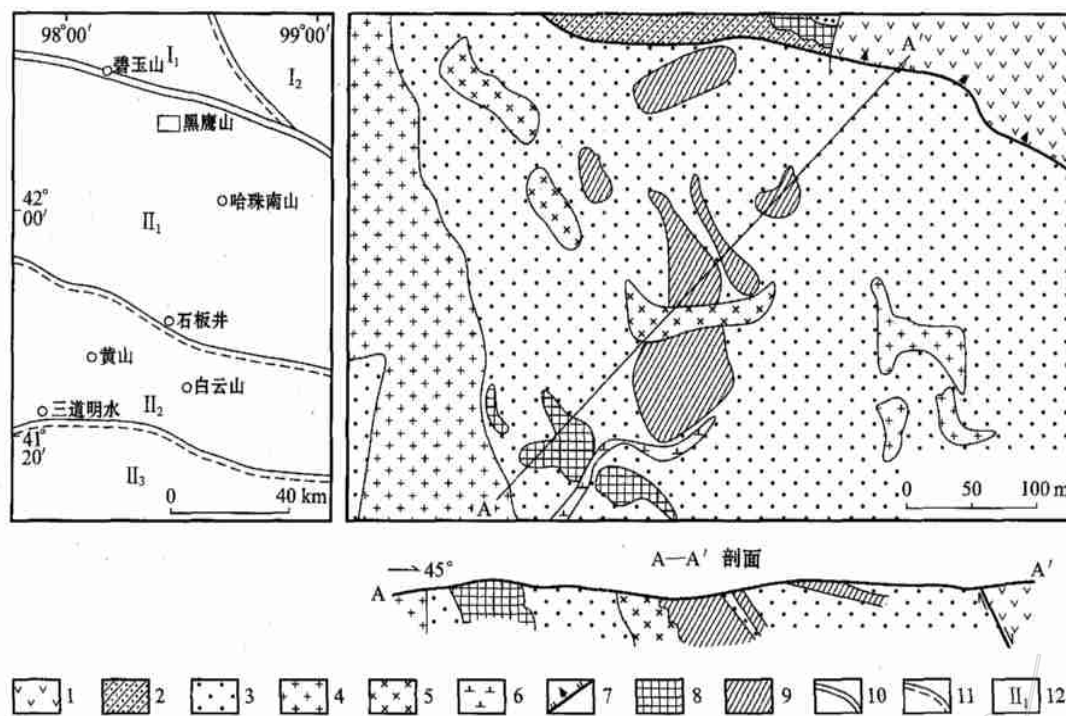 98°00′
99°00′
I₁
碧玉山
I₂
黑鹰山
42°
00′
哈珠南山
II₁
石板井
黄山
白云山
三道明水
II₂
41°
20′
II₃
0 40 km
A′
A
0 50 100 m
A—A′ 剖面
45°
A
A′
1 2 3 4 5 6 7 8 9 10 11 II₁ 12